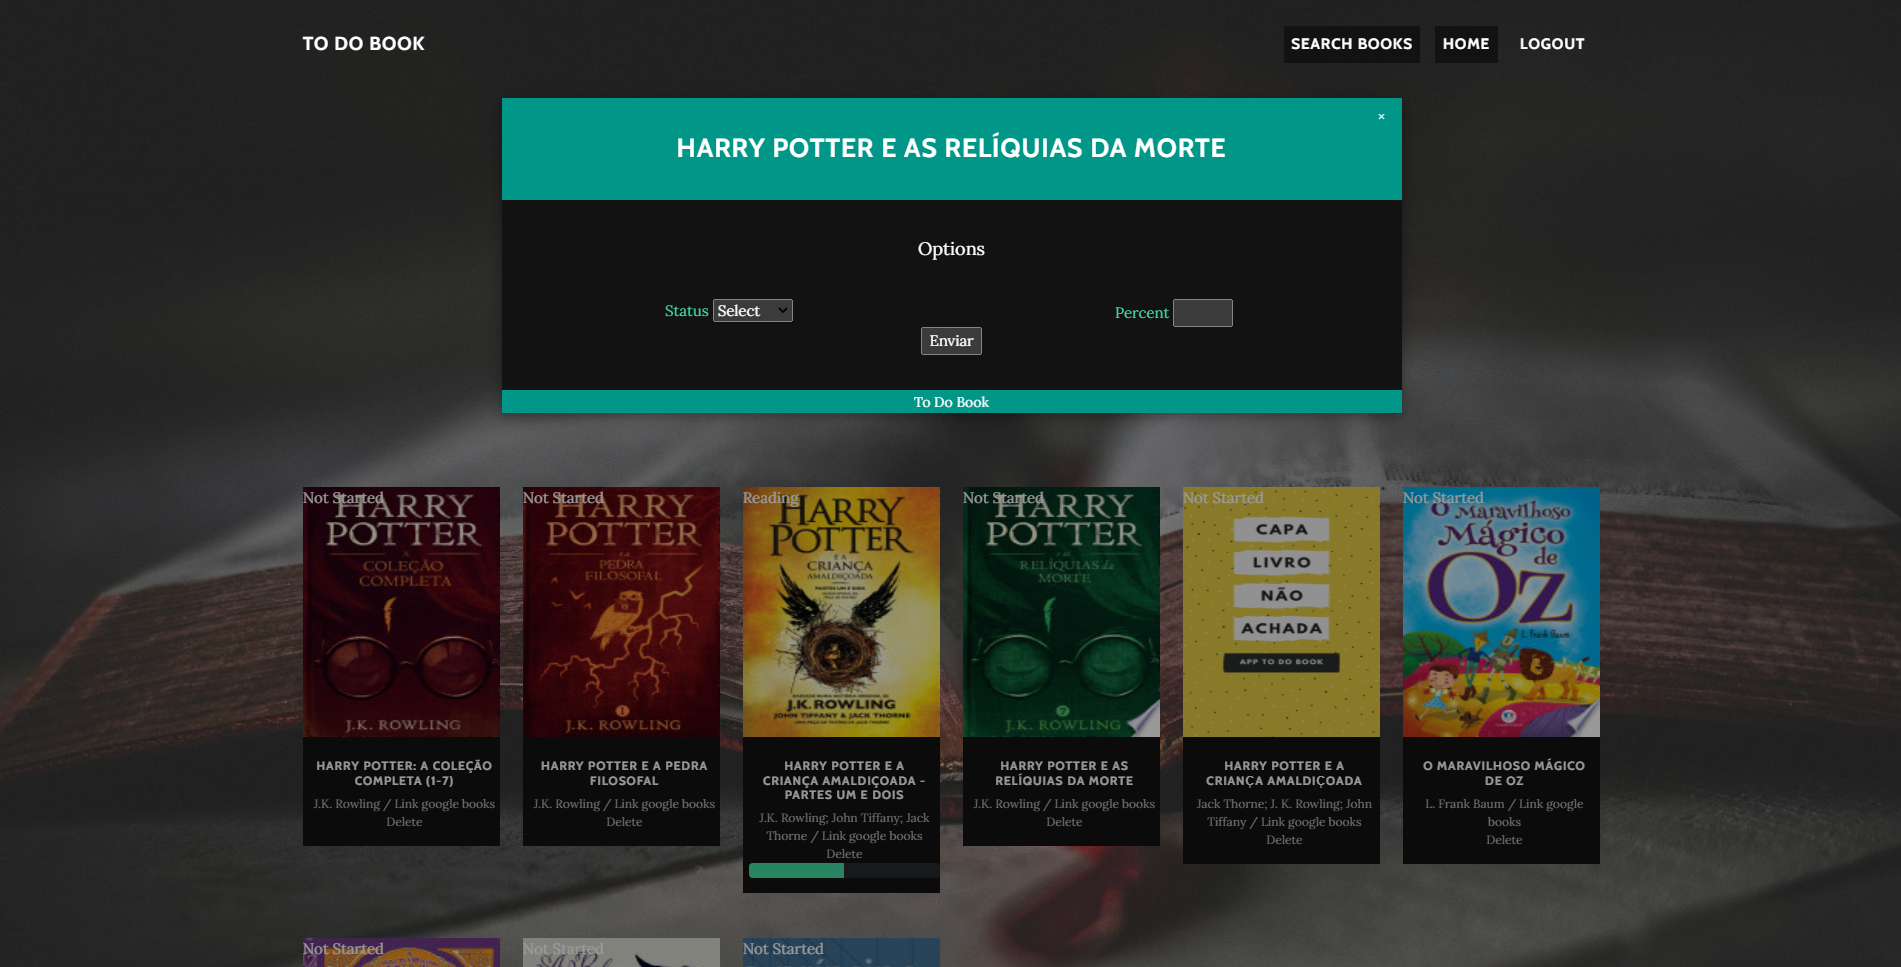 TO DO BOOK
SEARCH BOOKS HOME LOGOUT
×
HARRY POTTER E AS RELÍQUIAS DA MORTE
Options
Status Select
Percent
Enviar
To Do Book
Not Started
HARRY
POTTER
A
COLEÇÃO
COMPLETA
J.K. ROWLING
HARRY POTTER: A COLEÇÃO
COMPLETA (1-7)
J.K. Rowling / Link google books
Delete
Not Started
HARRY
POTTER
E A
PEDRA
FILOSOFAL
1
J.K. ROWLING
HARRY POTTER E A PEDRA
FILOSOFAL
J.K. Rowling / Link google books
Delete
Reading
HARRY
POTTER
E A
CRIANÇA
AMALDIÇOADA
PARTES UM E DOIS
J.K.ROWLING
JOHN TIFFANY & JACK THORNE
HARRY POTTER E A
CRIANÇA AMALDIÇOADA -
PARTES UM E DOIS
J.K. Rowling; John Tiffany; Jack
Thorne / Link google books
Delete
Not Started
HARRY
POTTER
e as
RELÍQUIAS da
MORTE
7
J.K. ROWLING
HARRY POTTER E AS
RELÍQUIAS DA MORTE
J.K. Rowling / Link google books
Delete
Not Started
CAPA
LIVRO
NÃO
ACHADA
APP TO DO BOOK
HARRY POTTER E A
CRIANÇA AMALDIÇOADA
Jack Thorne; J. K. Rowling; John
Tiffany / Link google books
Delete
Not Started
O Maravilhoso
Mágico
de
OZ
L. Frank Baum
O MARAVILHOSO MÁGICO
DE OZ
L. Frank Baum / Link google
books
Delete
Not Started
Not Started
Not Started